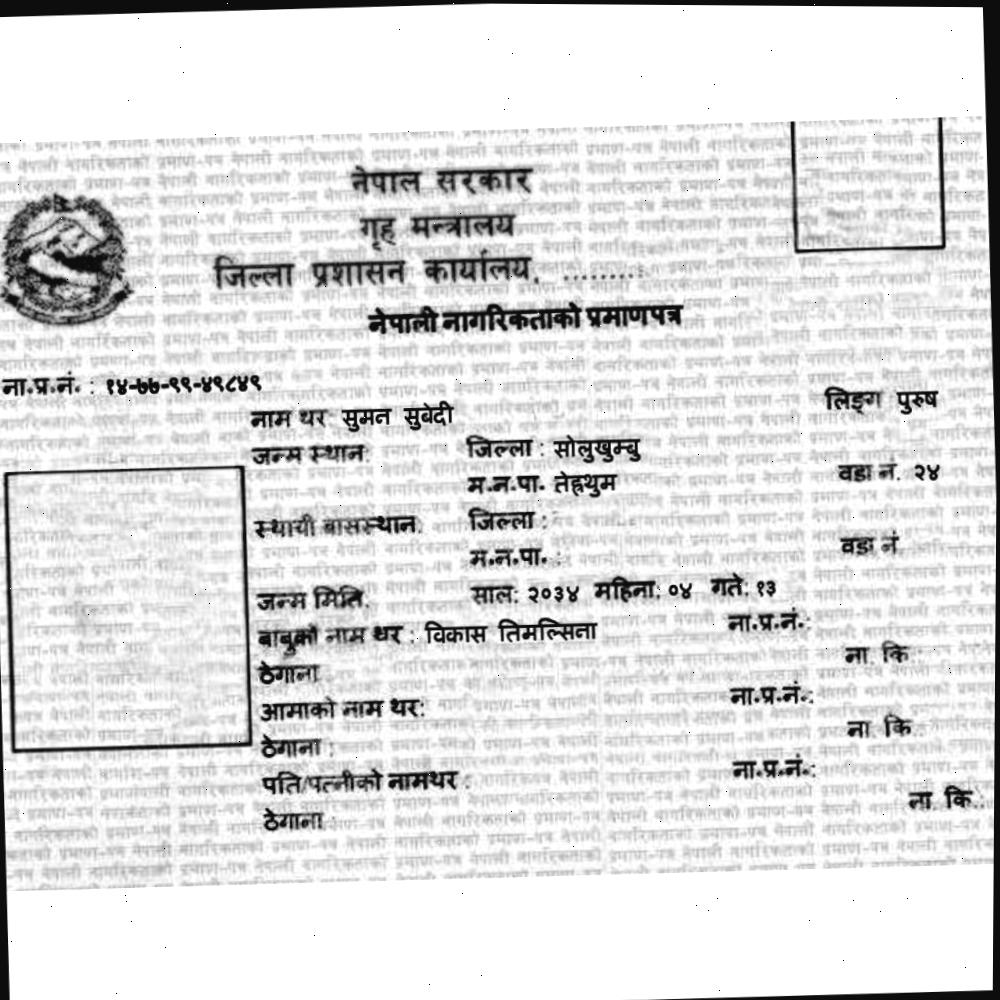 नेपाल सरकार
गृह मन्त्रालय
जिल्ला प्रशासन कार्यालय, ........
नेपाली नागरिकताको प्रमाणपत्र
ना.प्र.नं. : १४-७७-९९-४९८४९
लिङ्ग पुरुष
नाम थर सुमन सुबेदी
जन्म स्थान: जिल्ला : सोलुखुम्बु
म.न.पा. तेह्रथुम वडा नं. २४
स्थायी बासस्थान: जिल्ला :
म.न.पा. : वडा नं
जन्म मिति: साल: २०३४ महिना: ०४ गते: १३
बाबुको नाम थर : विकास तिमल्सिना ना.प्र.नं.:
ठेगाना ना. कि :
आमाको नाम थर: ना.प्र.नं.:
ठेगाना : ना. कि.:
पति/पत्नीको नामथर : ना.प्र.नं.:
ठेगाना ना. कि.: